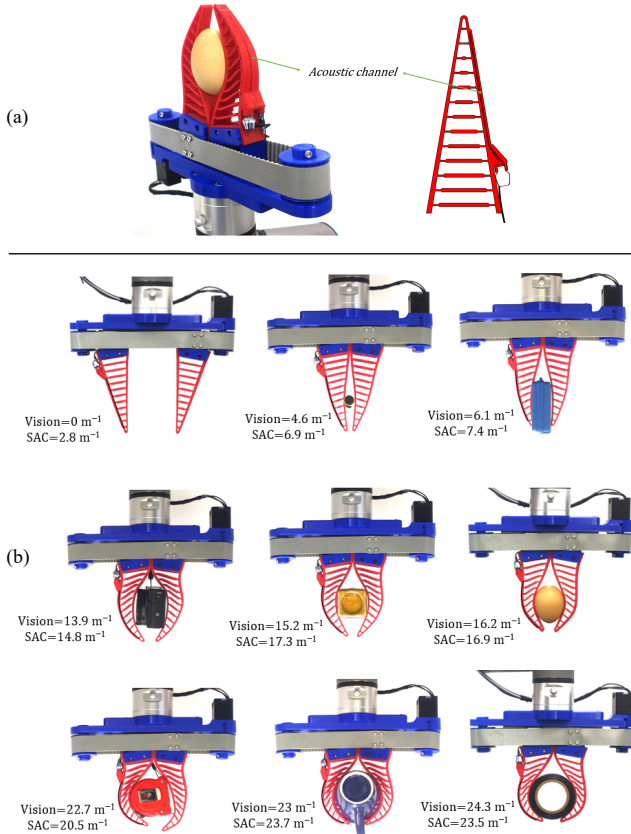 Acoustic channel
(a)
Vision=0 m⁻¹
SAC=2.8 m⁻¹
Vision=4.6 m⁻¹
SAC=6.9 m⁻¹
Vision=6.1 m⁻¹
SAC=7.4 m⁻¹
(b)
Vision=13.9 m⁻¹
SAC=14.8 m⁻¹
Vision=15.2 m⁻¹
SAC=17.3 m⁻¹
Vision=16.2 m⁻¹
SAC=16.9 m⁻¹
Vision=22.7 m⁻¹
SAC=20.5 m⁻¹
Vision=23 m⁻¹
SAC=23.7 m⁻¹
Vision=24.3 m⁻¹
SAC=23.5 m⁻¹